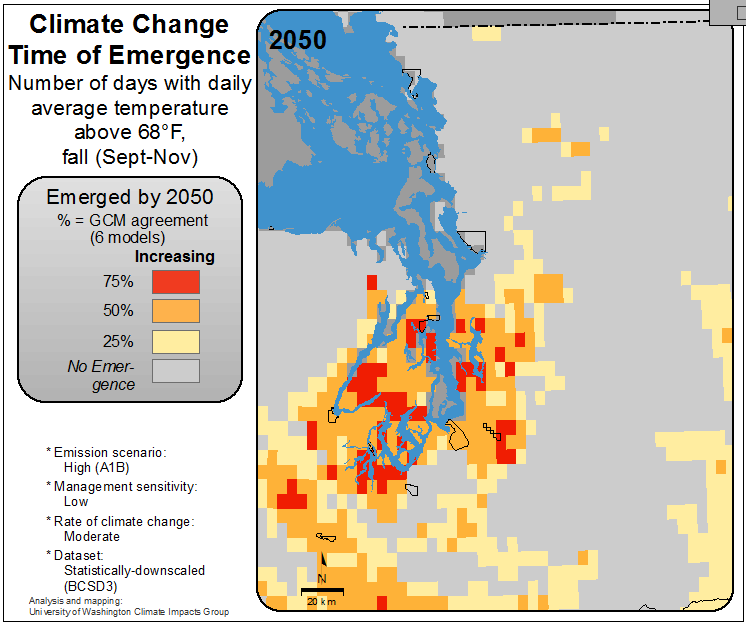 Climate Change
Time of Emergence
Number of days with daily
average temperature
above 68°F,
fall (Sept-Nov)
Emerged by 2050
% = GCM agreement
(6 models)
Increasing
75%
50%
25%
No Emer-
gence
* Emission scenario:
High (A1B)
* Management sensitivity:
Low
* Rate of climate change:
Moderate
* Dataset:
Statistically-downscaled
(BCSD3)
Analysis and mapping:
University of Washington Climate Impacts Group
2050
N
20 km